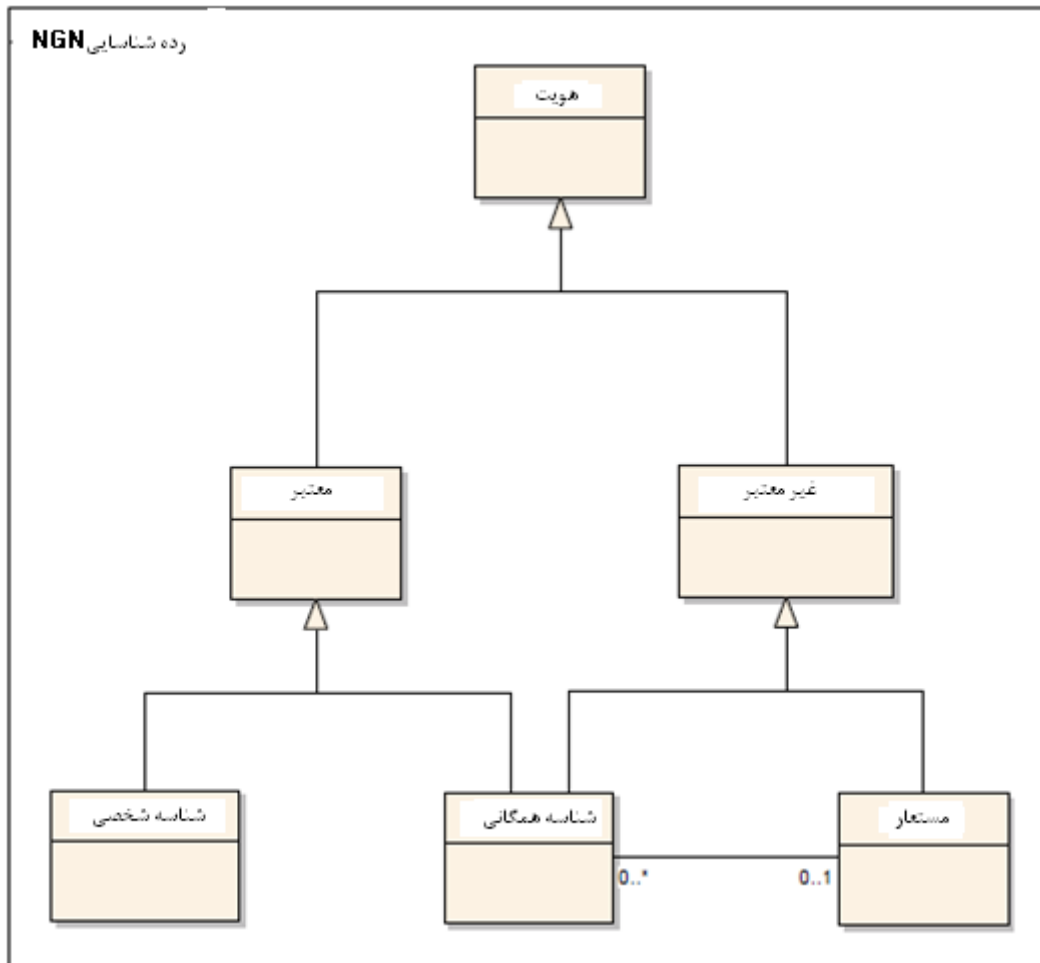 رده شناسایی NGN
هویت
معتبر
غیر معتبر
شناسه شخصی
شناسه همگانی
مستعار
0..*
0..1